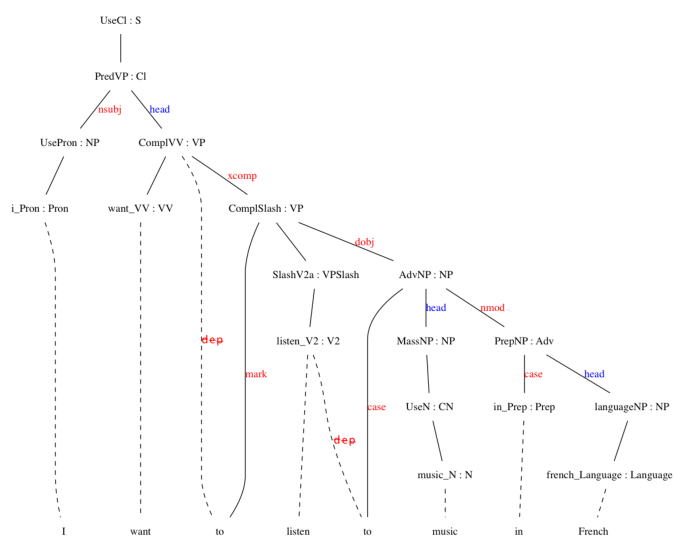 UseCl : S
PredVP : Cl
nsubj head
UsePron : NP ComplVV : VP
xcomp
i_Pron : Pron want_VV : VV ComplSlash : VP
dobj
SlashV2a : VPSlash AdvNP : NP
head nmod
dep listen_V2 : V2 MassNP : NP PrepNP : Adv
mark case head
case UseN : CN in_Prep : Prep languageNP : NP
dep
music_N : N french_Language : Language
I want to listen to music in French